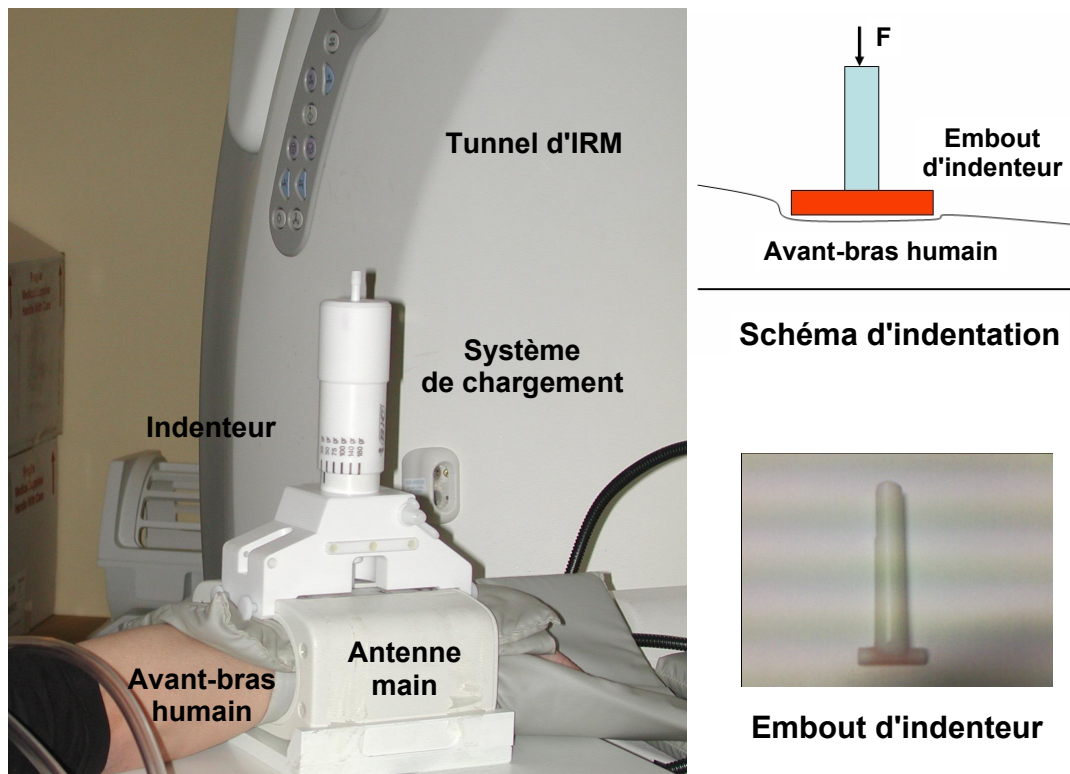 Tunnel d'IRM
Système
de chargement
Indenteur
Antenne
main
Avant-bras
humain
F
Embout
d'indenteur
Avant-bras humain
Schéma d'indentation
Embout d'indenteur